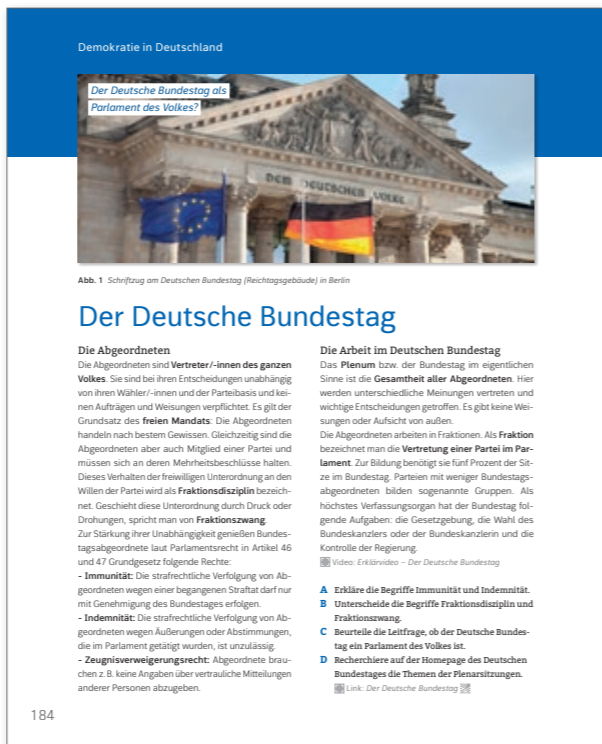 Demokratie in Deutschland
Der Deutsche Bundestag als
Parlament des Volkes?
DEM DEUTSCHEN VOLKE
Abb. 1 Schriftzug am Deutschen Bundestag (Reichtagsgebäude) in Berlin
Der Deutsche Bundestag
Die Abgeordneten
Die Abgeordneten sind Vertreter/-innen des ganzen
Volkes. Sie sind bei ihren Entscheidungen unabhängig
von ihren Wähler/-innen und der Parteibasis und kei-
nen Aufträgen und Weisungen verpflichtet. Es gilt der
Grundsatz des freien Mandats: Die Abgeordneten
handeln nach bestem Gewissen. Gleichzeitig sind die
Abgeordneten aber auch Mitglied einer Partei und
müssen sich an deren Mehrheitsbeschlüsse halten.
Dieses Verhalten der freiwilligen Unterordnung an den
Willen der Partei wird als Fraktionsdisziplin bezeich-
net. Geschieht diese Unterordnung durch Druck oder
Drohungen, spricht man von Fraktionszwang.
Zur Stärkung ihrer Unabhängigkeit genießen Bundes-
tagsabgeordnete laut Parlamentsrecht in Artikel 46
und 47 Grundgesetz folgende Rechte:
- Immunität: Die strafrechtliche Verfolgung von Ab-
geordneten wegen einer begangenen Straftat darf nur
mit Genehmigung des Bundestages erfolgen.
- Indemnität: Die strafrechtliche Verfolgung von Ab-
geordneten wegen Äußerungen oder Abstimmungen,
die im Parlament getätigt wurden, ist unzulässig.
- Zeugnisverweigerungsrecht: Abgeordnete brau-
chen z. B. keine Angaben über vertrauliche Mitteilungen
anderer Personen abzugeben.
Die Arbeit im Deutschen Bundestag
Das Plenum bzw. der Bundestag im eigentlichen
Sinne ist die Gesamtheit aller Abgeordneten. Hier
werden unterschiedliche Meinungen vertreten und
wichtige Entscheidungen getroffen. Es gibt keine Wei-
sungen oder Aufsicht von außen.
Die Abgeordneten arbeiten in Fraktionen. Als Fraktion
bezeichnet man die Vertretung einer Partei im Par-
lament. Zur Bildung benötigt sie fünf Prozent der Sit-
ze im Bundestag. Parteien mit weniger Bundestags-
abgeordneten bilden sogenannte Gruppen. Als
höchstes Verfassungsorgan hat der Bundestag fol-
gende Aufgaben: die Gesetzgebung, die Wahl des
Bundeskanzlers oder der Bundeskanzlerin und die
Kontrolle der Regierung.
Video: Erklärvideo – Der Deutsche Bundestag
A Erkläre die Begriffe Immunität und Indemnität.
B Unterscheide die Begriffe Fraktionsdisziplin und
Fraktionszwang.
C Beurteile die Leitfrage, ob der Deutsche Bundes-
tag ein Parlament des Volkes ist.
D Recherchiere auf der Homepage des Deutschen
Bundestages die Themen der Plenarsitzungen.
Link: Der Deutsche Bundestag
184